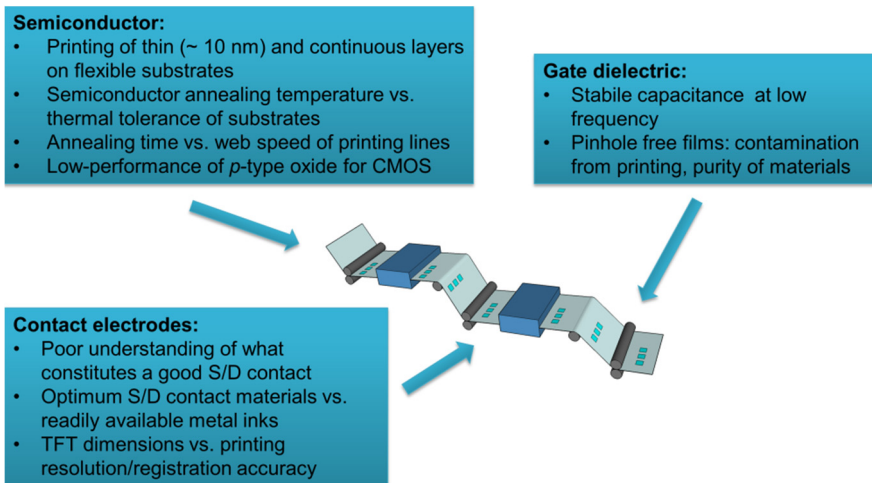 Semiconductor:
• Printing of thin (~ 10 nm) and continuous layers
on flexible substrates
• Semiconductor annealing temperature vs.
thermal tolerance of substrates
• Annealing time vs. web speed of printing lines
• Low-performance of p-type oxide for CMOS
Gate dielectric:
• Stabile capacitance at low
frequency
• Pinhole free films: contamination
from printing, purity of materials
Contact electrodes:
• Poor understanding of what
constitutes a good S/D contact
• Optimum S/D contact materials vs.
readily available metal inks
• TFT dimensions vs. printing
resolution/registration accuracy